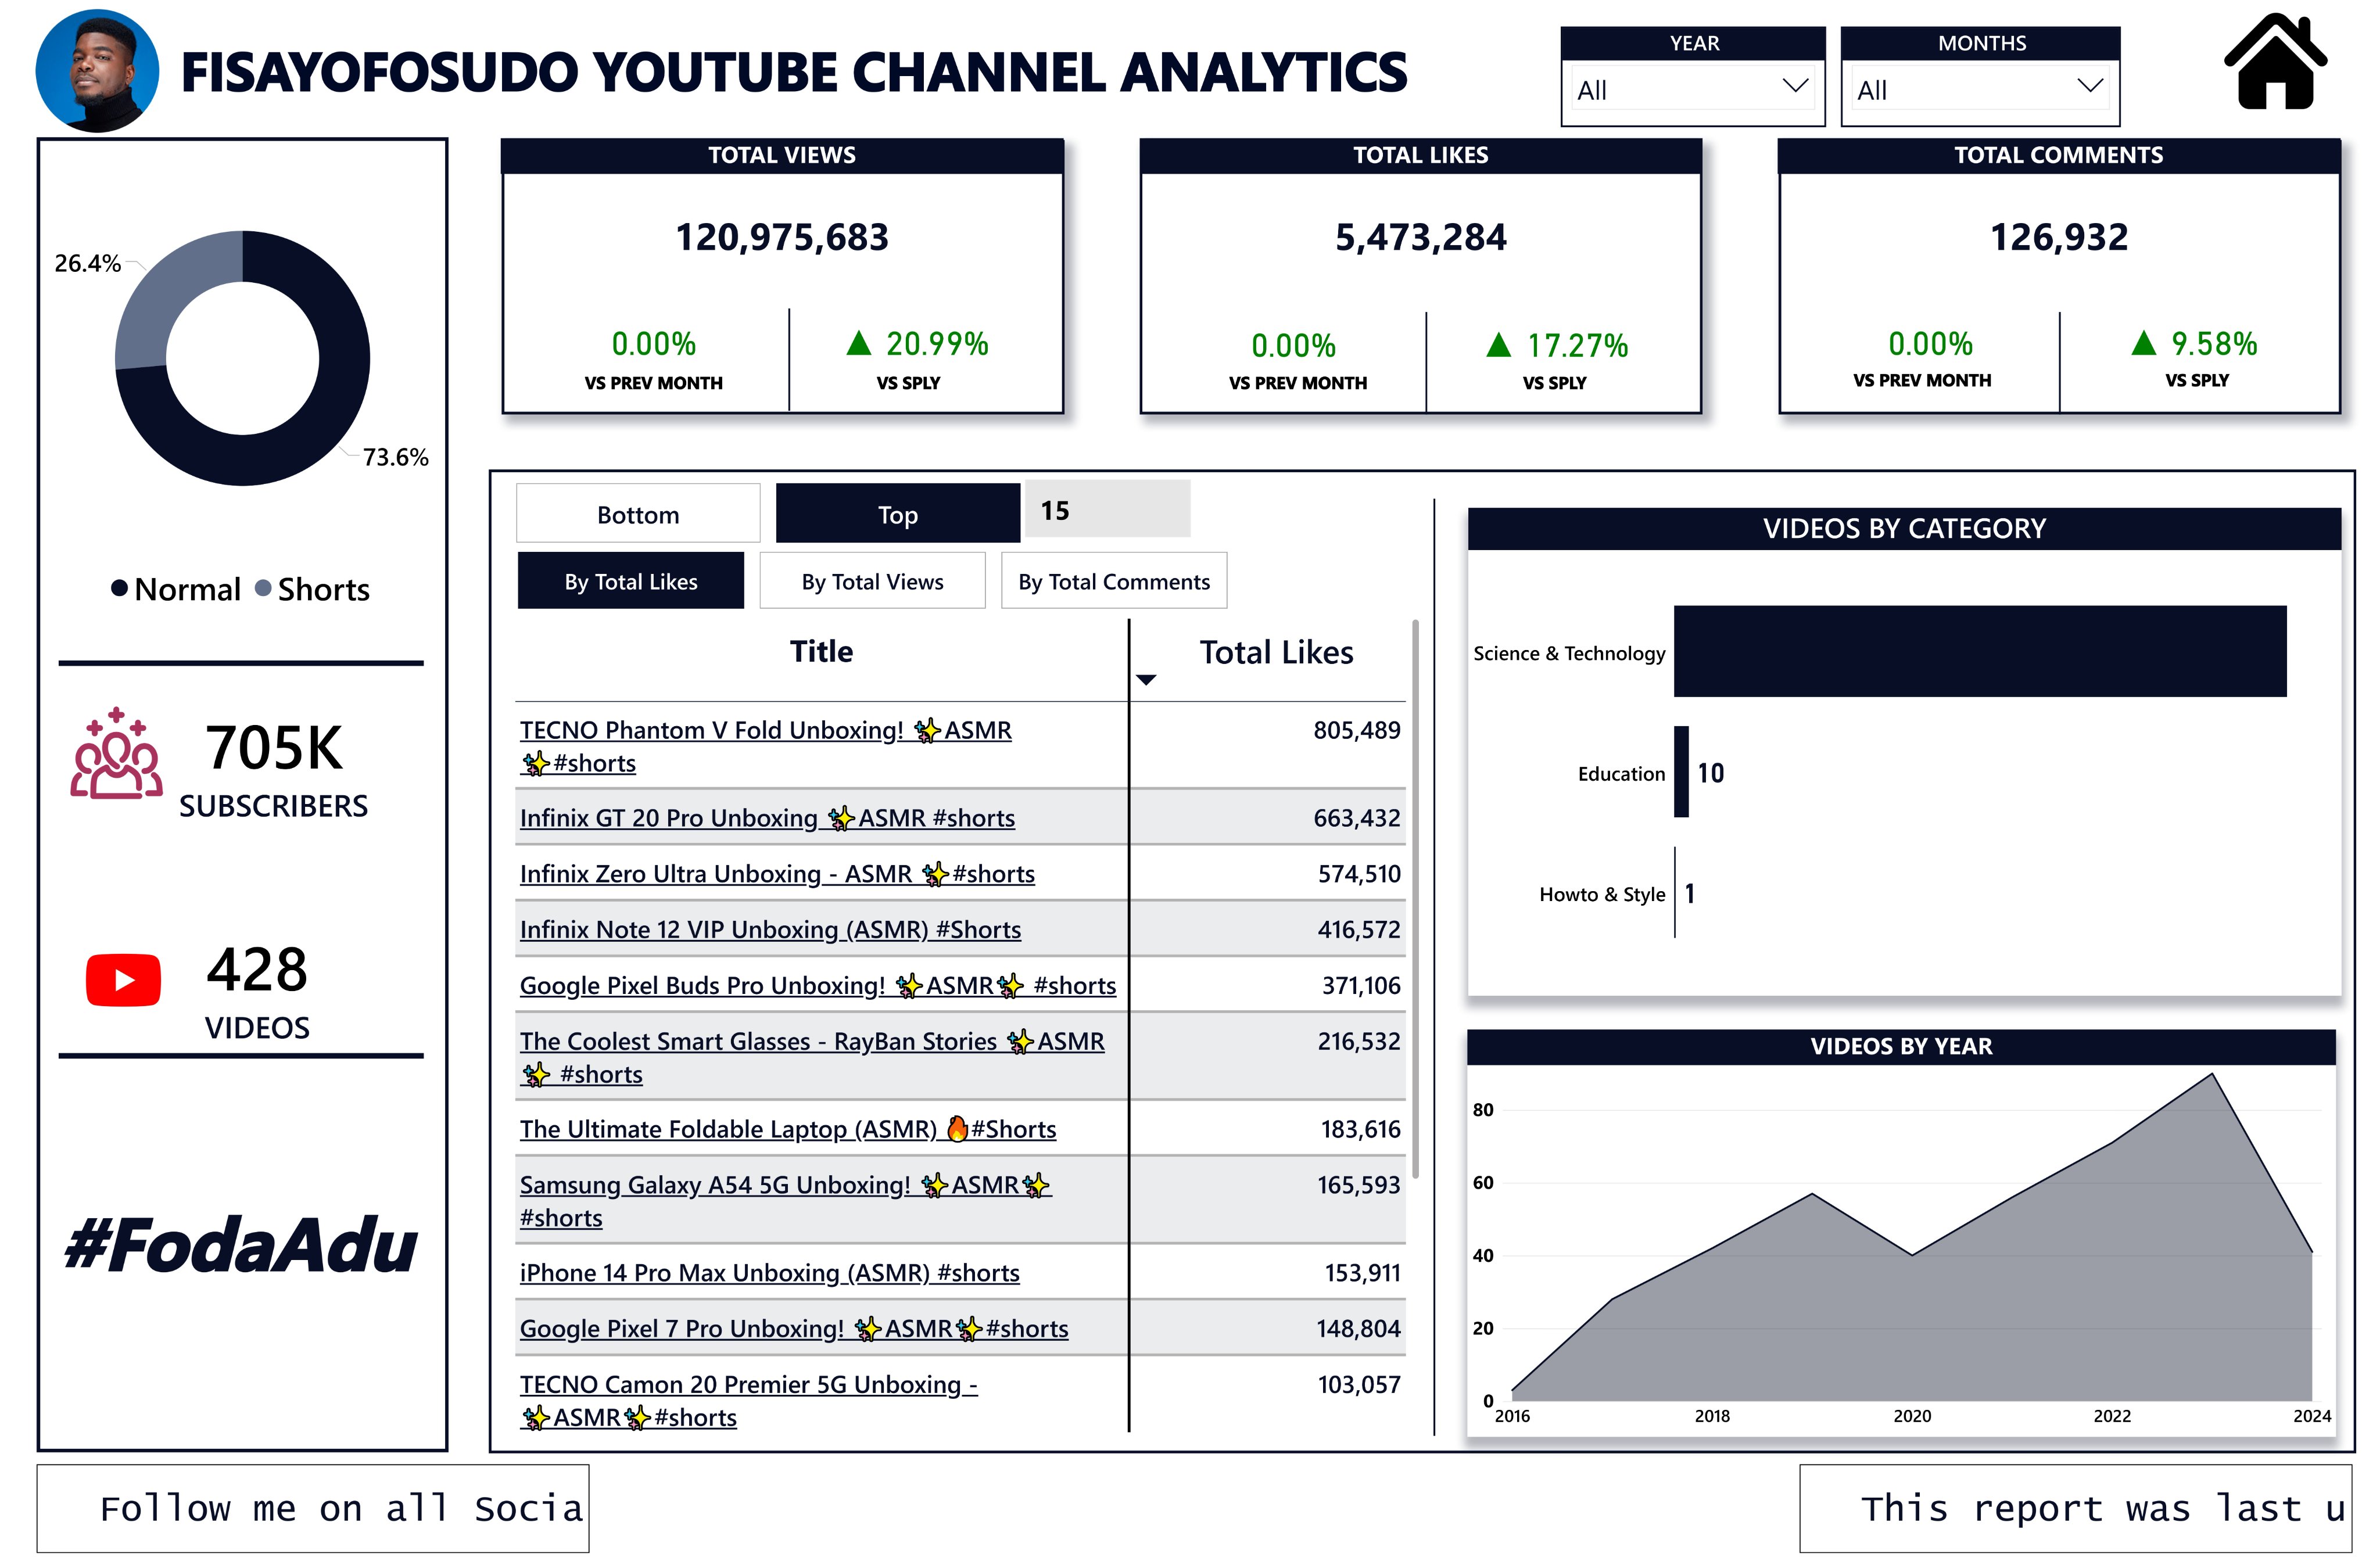 FISAYOFOSUDO YOUTUBE CHANNEL ANALYTICS
YEAR
All
MONTHS
All
26.4%
73.6%
Normal Shorts
705K
SUBSCRIBERS
428
VIDEOS
#FodaAdu
TOTAL VIEWS
120,975,683
0.00%
VS PREV MONTH
▲ 20.99%
VS SPLY
TOTAL LIKES
5,473,284
0.00%
VS PREV MONTH
▲ 17.27%
VS SPLY
TOTAL COMMENTS
126,932
0.00%
VS PREV MONTH
▲ 9.58%
VS SPLY
Bottom Top 15
By Total Likes By Total Views By Total Comments
Title Total Likes
TECNO Phantom V Fold Unboxing! ✨ASMR 805,489
✨#shorts
Infinix GT 20 Pro Unboxing ✨ASMR #shorts 663,432
Infinix Zero Ultra Unboxing - ASMR ✨#shorts 574,510
Infinix Note 12 VIP Unboxing (ASMR) #Shorts 416,572
Google Pixel Buds Pro Unboxing! ✨ASMR✨ #shorts 371,106
The Coolest Smart Glasses - RayBan Stories ✨ASMR 216,532
✨ #shorts
The Ultimate Foldable Laptop (ASMR) 🔥#Shorts 183,616
Samsung Galaxy A54 5G Unboxing! ✨ASMR✨ 165,593
#shorts
iPhone 14 Pro Max Unboxing (ASMR) #shorts 153,911
Google Pixel 7 Pro Unboxing! ✨ASMR✨#shorts 148,804
TECNO Camon 20 Premier 5G Unboxing - 103,057
✨ASMR✨#shorts
VIDEOS BY CATEGORY
Science & Technology
Education 10
Howto & Style 1
VIDEOS BY YEAR
80
60
40
20
0
2016 2018 2020 2022 2024
Follow me on all Socia
This report was last u